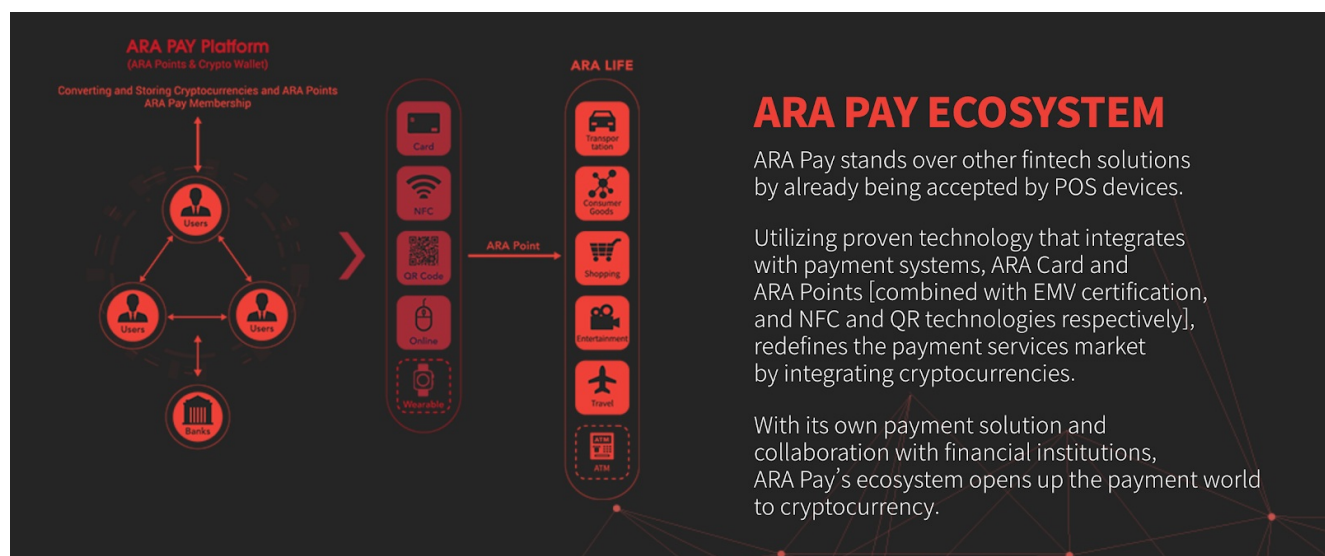 ARA PAY Platform
(ARA Points & Crypto Wallet)
Converting and Storing Cryptocurrencies and ARA Points
ARA Pay Membership
Users
Users
Users
Banks
Card
NFC
QR Code
Online
Wearable
ARA Point
ARA LIFE
Transpor
tation
Consumer
Goods
Shopping
Entertainment
Travel
ATM
ATM
ARA PAY ECOSYSTEM
ARA Pay stands over other fintech solutions
by already being accepted by POS devices.
Utilizing proven technology that integrates
with payment systems, ARA Card and
ARA Points [combined with EMV certification,
and NFC and QR technologies respectively],
redefines the payment services market
by integrating cryptocurrencies.
With its own payment solution and
collaboration with financial institutions,
ARA Pay’s ecosystem opens up the payment world
to cryptocurrency.